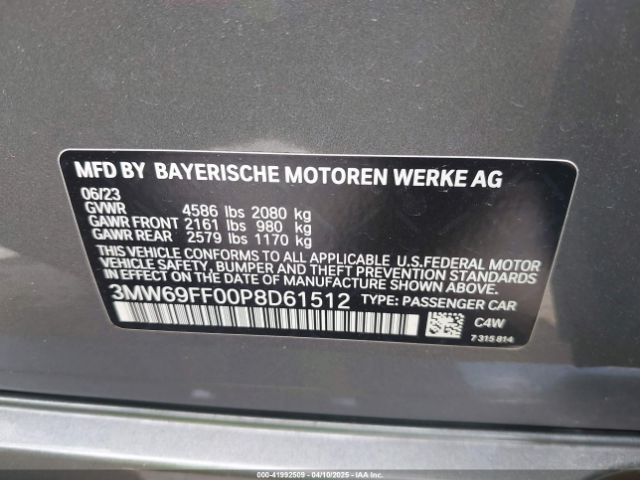 MFD BY BAYERISCHE MOTOREN WERKE AG
06/23
GVWR 4586 lbs 2080 kg
GAWR FRONT 2161 lbs 980 kg
GAWR REAR 2579 lbs 1170 kg
THIS VEHICLE CONFORMS TO ALL APPLICABLE U.S.FEDERAL MOTOR
VEHICLE SAFETY, BUMPER AND THEFT PREVENTION STANDARDS
IN EFFECT ON THE DATE OF MANUFACTURE SHOWN ABOVE.
3MW69FF00P8D61512 TYPE: PASSENGER CAR
C4W
7 315 814
000-41992509 - 04/10/2025 - IAA, Inc.